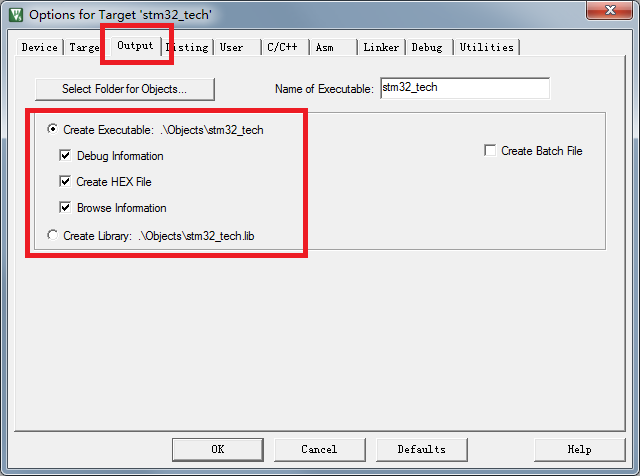 Options for Target 'stm32_tech'
Device Target Output Listing User C/C++ Asm Linker Debug Utilities
Select Folder for Objects... Name of Executable: stm32_tech
Create Executable: .\Objects\stm32_tech
Debug Information Create Batch File
Create HEX File
Browse Information
Create Library: .\Objects\stm32_tech.lib
OK Cancel Defaults Help